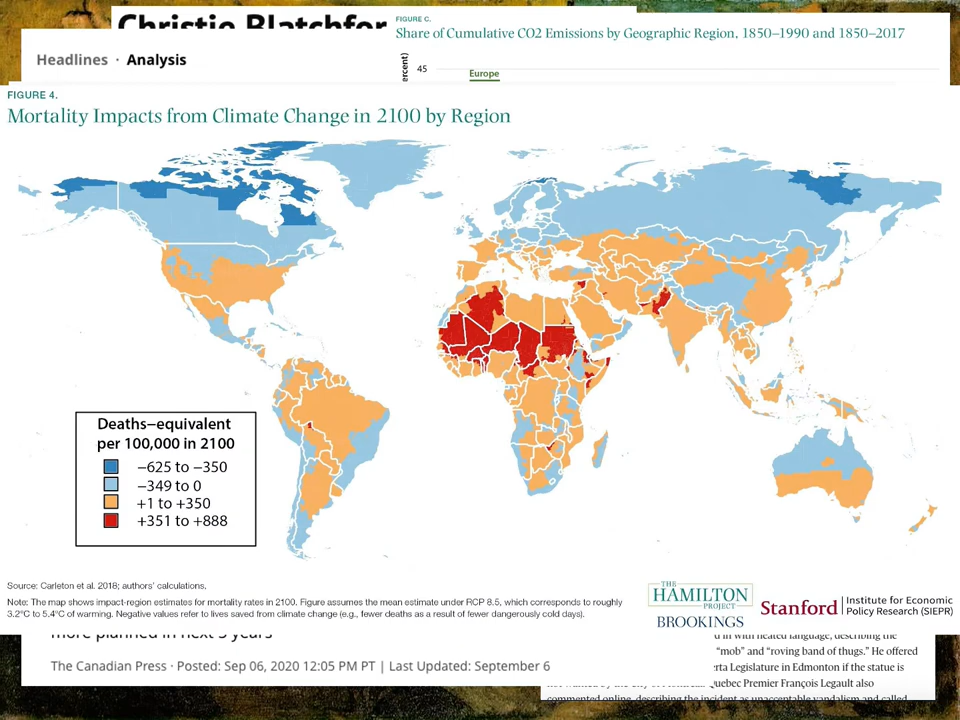 Christie Blatchfor
FIGURE C.
Share of Cumulative CO2 Emissions by Geographic Region, 1850–1990 and 1850–2017
Headlines · Analysis
ercent)
45
Europe
FIGURE 4.
Mortality Impacts from Climate Change in 2100 by Region
Deaths−equivalent
per 100,000 in 2100
−625 to −350
−349 to 0
+1 to +350
+351 to +888
Source: Carleton et al. 2018; authors' calculations.
Note: The map shows impact-region estimates for mortality rates in 2100. Figure assumes the mean estimate under RCP 8.5, which corresponds to roughly
3.2°C to 5.4°C of warming. Negative values refer to lives saved from climate change (e.g., fewer deaths as a result of fewer dangerously cold days).
THE
HAMILTON
PROJECT
BROOKINGS
Stanford
Institute for Economic
Policy Research (SIEPR)
more planned in next 5 years
The Canadian Press · Posted: Sep 06, 2020 12:05 PM PT | Last Updated: September 6
d in with heated language, describing the
“mob” and “roving band of thugs.” He offered
erta Legislature in Edmonton if the statue is
Quebec Premier François Legault also
commented online, describing the incident as unacceptable vandalism and called